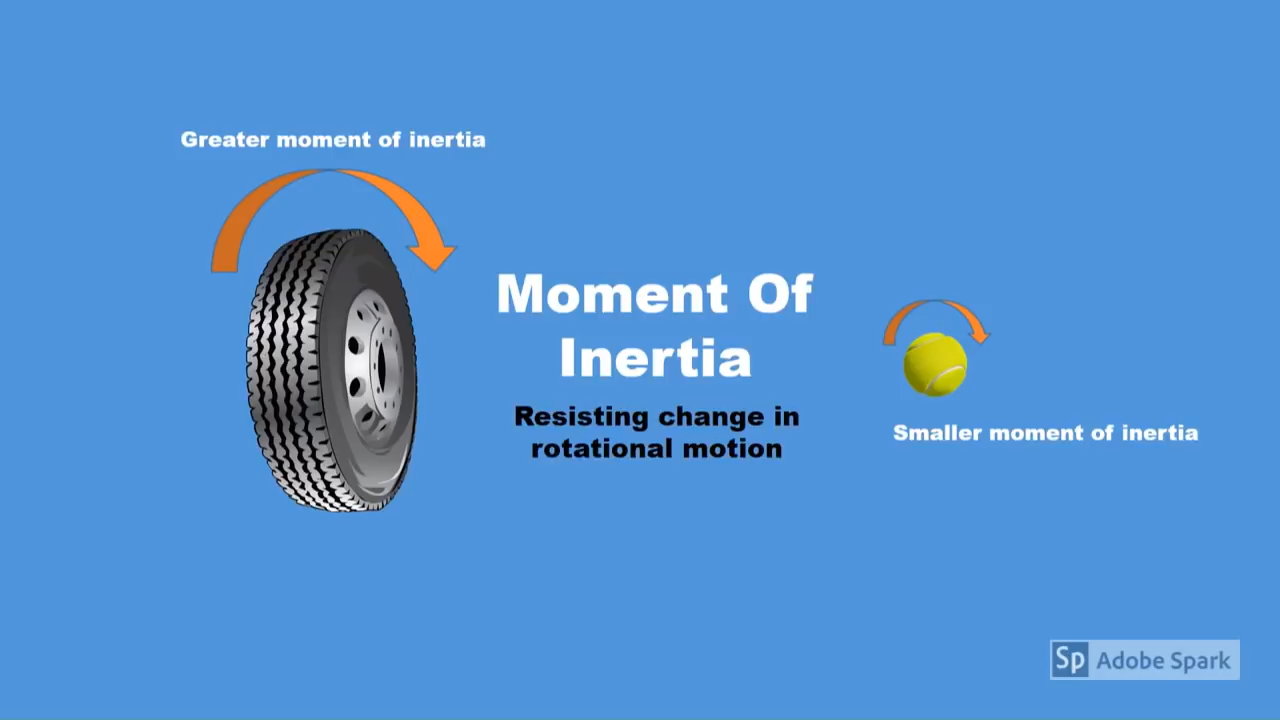 Greater moment of inertia
Moment Of
Inertia
Resisting change in
rotational motion
Smaller moment of inertia
Sp Adobe Spark